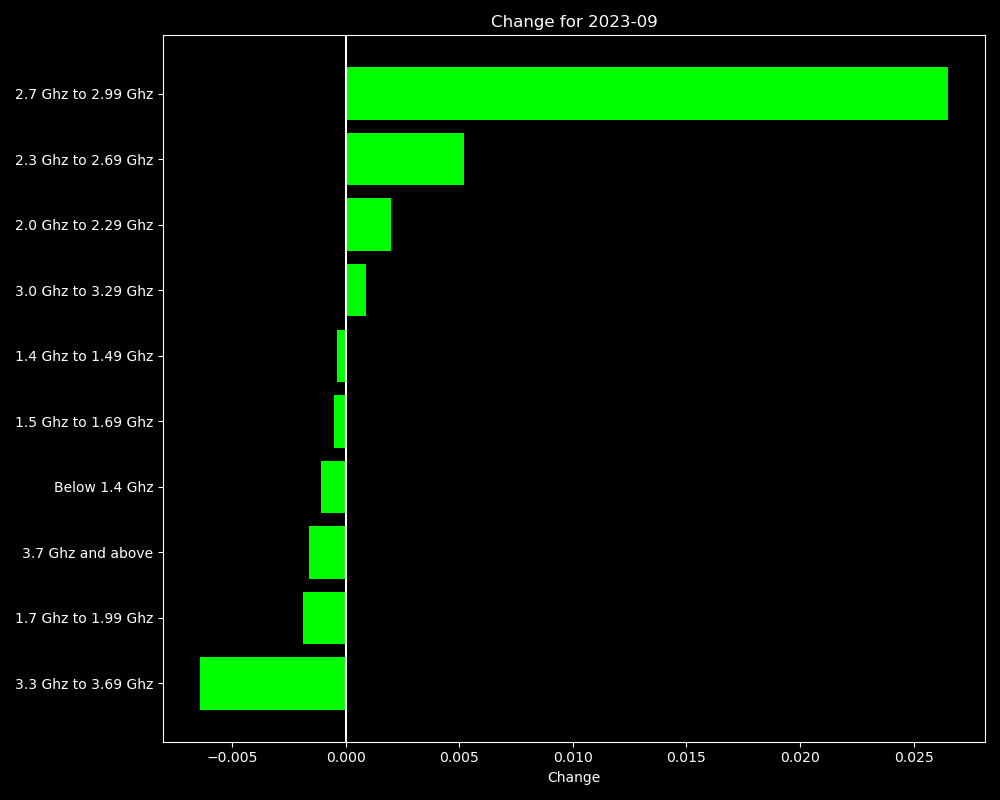 Change for 2023-09
2.7 Ghz to 2.99 Ghz
2.3 Ghz to 2.69 Ghz
2.0 Ghz to 2.29 Ghz
3.0 Ghz to 3.29 Ghz
1.4 Ghz to 1.49 Ghz
1.5 Ghz to 1.69 Ghz
Below 1.4 Ghz
3.7 Ghz and above
1.7 Ghz to 1.99 Ghz
3.3 Ghz to 3.69 Ghz
−0.005 0.000 0.005 0.010 0.015 0.020 0.025
Change